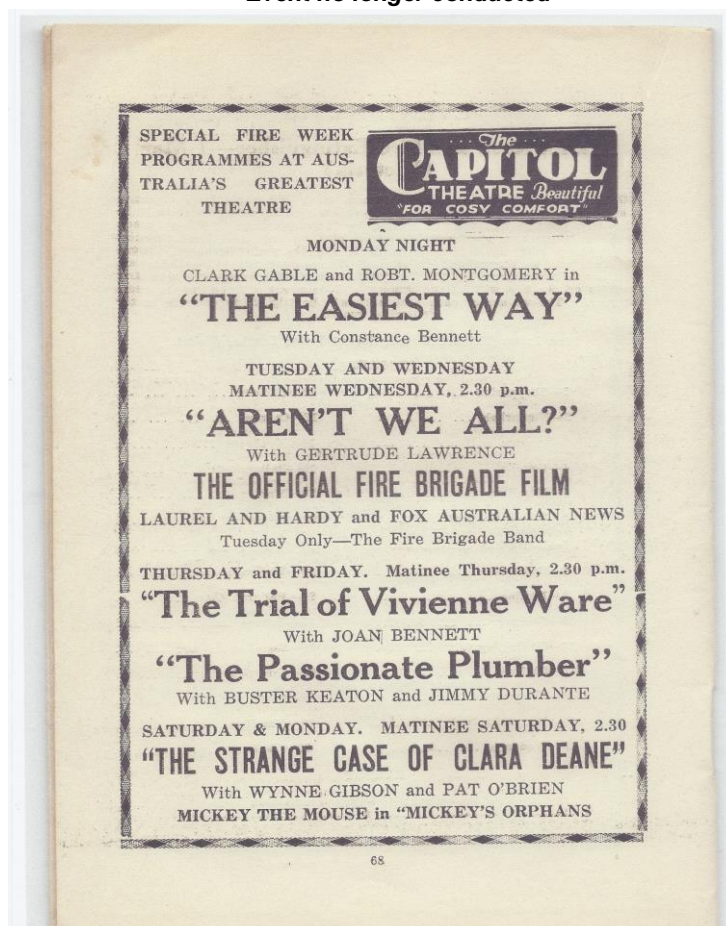 Event no longer conducted
SPECIAL FIRE WEEK
PROGRAMMES AT AUS-
TRALIA'S GREATEST
THEATRE
The
CAPITOL
THEATRE Beautiful
"FOR COSY COMFORT"
MONDAY NIGHT
CLARK GABLE and ROBT. MONTGOMERY in
"THE EASIEST WAY"
With Constance Bennett
TUESDAY AND WEDNESDAY
MATINEE WEDNESDAY, 2.30 p.m.
"AREN'T WE ALL?"
With GERTRUDE LAWRENCE
THE OFFICIAL FIRE BRIGADE FILM
LAUREL AND HARDY and FOX AUSTRALIAN NEWS
Tuesday Only—The Fire Brigade Band
THURSDAY and FRIDAY. Matinee Thursday, 2.30 p.m.
"The Trial of Vivienne Ware"
With JOAN BENNETT
"The Passionate Plumber"
With BUSTER KEATON and JIMMY DURANTE
SATURDAY & MONDAY. MATINEE SATURDAY, 2.30
"THE STRANGE CASE OF CLARA DEANE"
With WYNNE GIBSON and PAT O'BRIEN
MICKEY THE MOUSE in "MICKEY'S ORPHANS
68